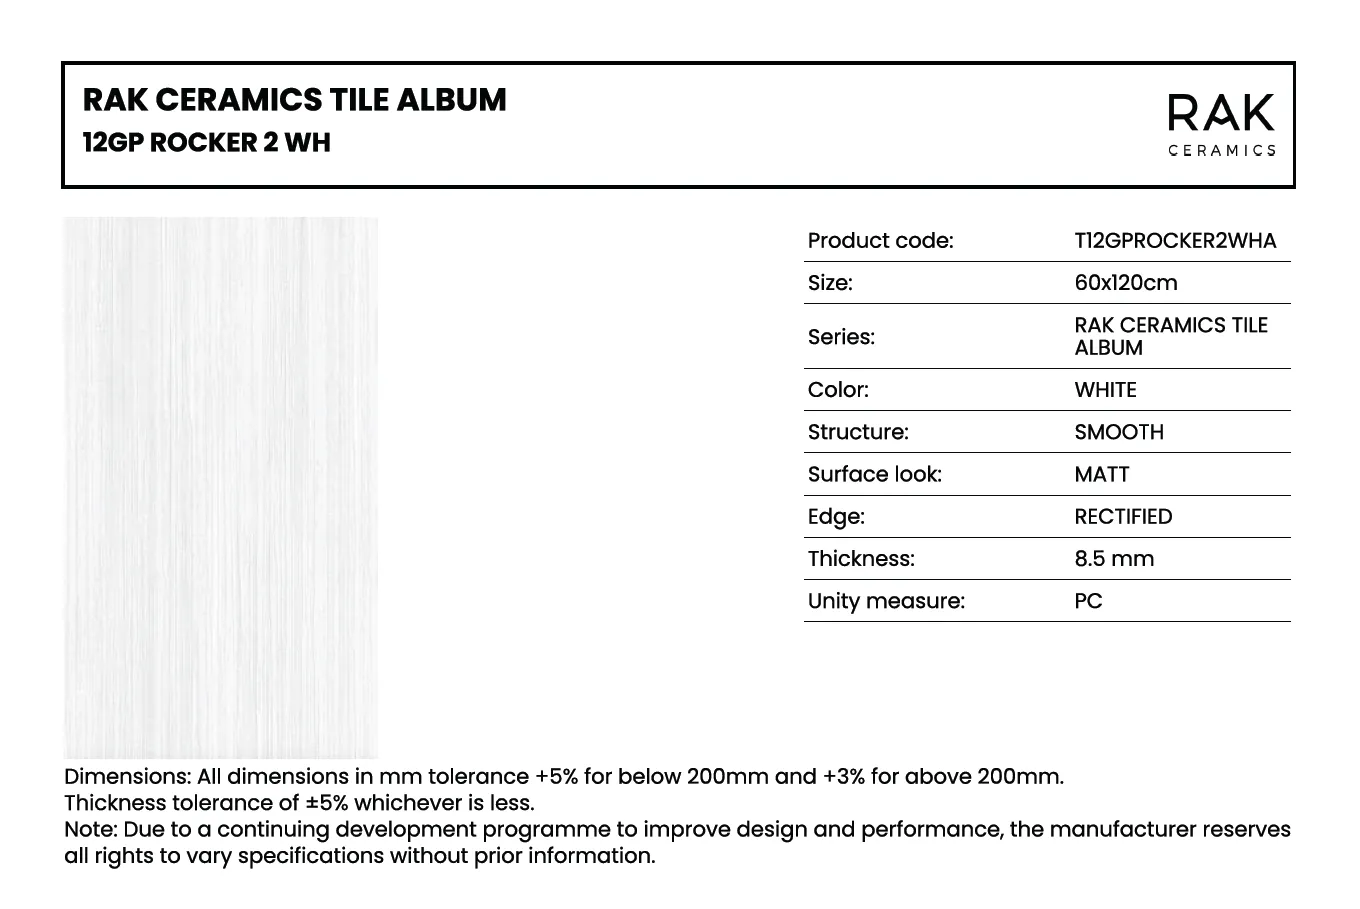 RAK CERAMICS TILE ALBUM
12GP ROCKER 2 WH
RAK
CERAMICS
Product code: T12GPROCKER2WHA
Size: 60x120cm
Series: RAK CERAMICS TILE
ALBUM
Color: WHITE
Structure: SMOOTH
Surface look: MATT
Edge: RECTIFIED
Thickness: 8.5 mm
Unity measure: PC
Dimensions: All dimensions in mm tolerance +5% for below 200mm and +3% for above 200mm.
Thickness tolerance of ±5% whichever is less.
Note: Due to a continuing development programme to improve design and performance, the manufacturer reserves
all rights to vary specifications without prior information.